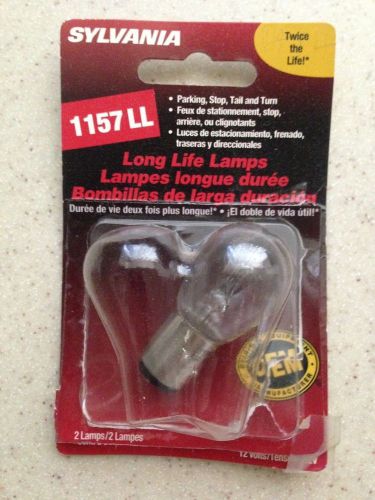 SYLVANIA
Twice
the
Life!*
1157 LL
• Parking, Stop, Tail and Turn
• Feux de stationnement, stop,
arrière, ou clignotants
• Luces de estacionamiento, frenado,
traseras y direccionales
Long Life Lamps
Lampes longue durée
Bombillas de larga duración
Durée de vie deux fois plus longue!* • ¡El doble de vida útil!*
EQUIPMENT
OEM
MANUFACTURER
2 Lamps/2 Lampes
12 Volts/